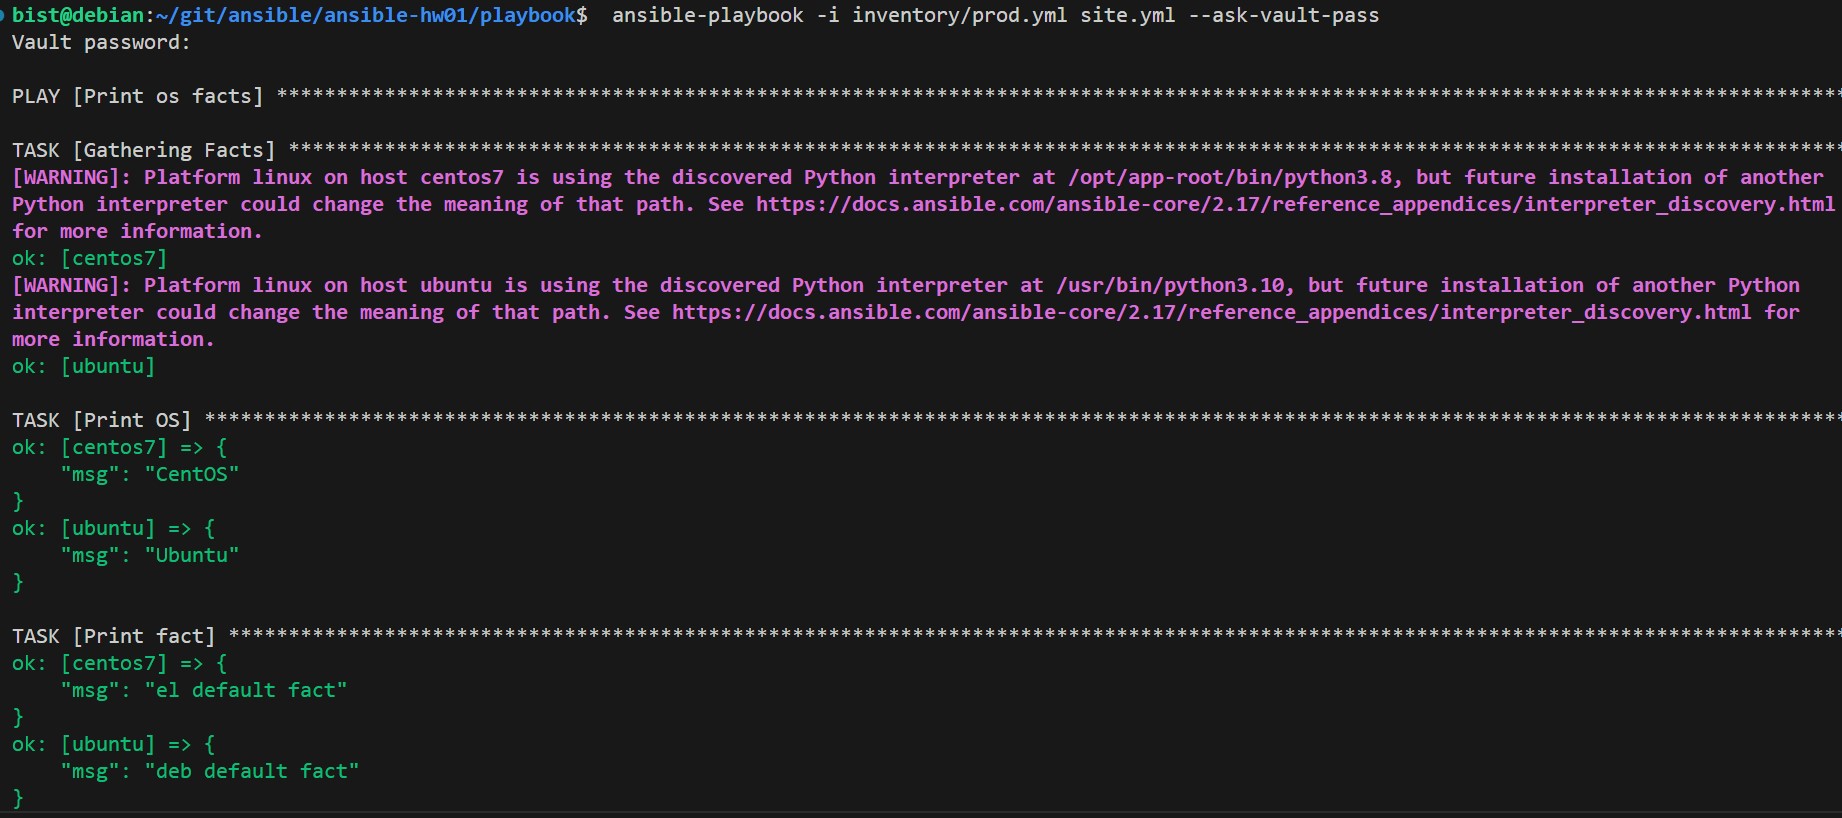 bist@debian:~/git/ansible/ansible-hw01/playbook$  ansible-playbook -i inventory/prod.yml site.yml --ask-vault-pass
Vault password:
PLAY [Print os facts] **********************************************************************************************************************************
TASK [Gathering Facts] *********************************************************************************************************************************
[WARNING]: Platform linux on host centos7 is using the discovered Python interpreter at /opt/app-root/bin/python3.8, but future installation of another
Python interpreter could change the meaning of that path. See https://docs.ansible.com/ansible-core/2.17/reference_appendices/interpreter_discovery.html
for more information.
ok: [centos7]
[WARNING]: Platform linux on host ubuntu is using the discovered Python interpreter at /usr/bin/python3.10, but future installation of another Python
interpreter could change the meaning of that path. See https://docs.ansible.com/ansible-core/2.17/reference_appendices/interpreter_discovery.html for
more information.
ok: [ubuntu]
TASK [Print OS] ****************************************************************************************************************************************
ok: [centos7] => {
    "msg": "CentOS"
}
ok: [ubuntu] => {
    "msg": "Ubuntu"
}
TASK [Print fact] **************************************************************************************************************************************
ok: [centos7] => {
    "msg": "el default fact"
}
ok: [ubuntu] => {
    "msg": "deb default fact"
}